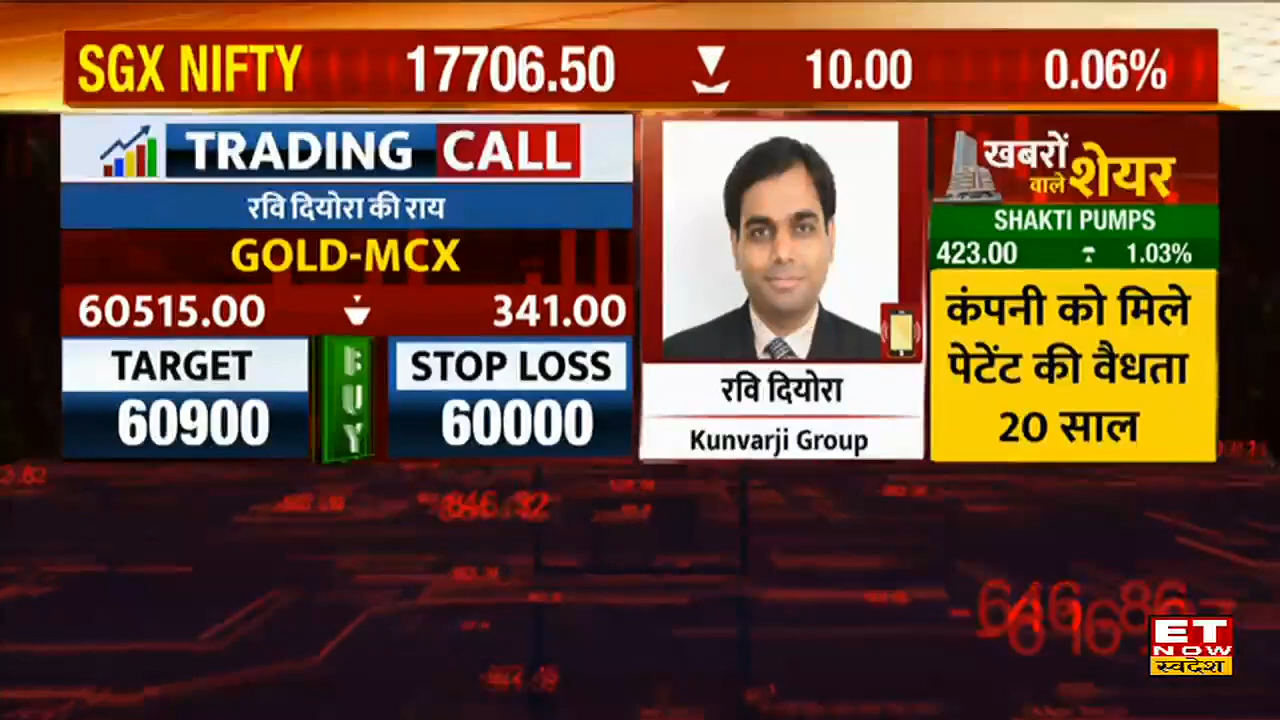 SGX NIFTY 17706.50 10.00 0.06%
TRADING CALL
रवि दियोरा की राय
GOLD-MCX
60515.00 341.00
TARGET
60900
BUY
STOP LOSS
60000
रवि दियोरा
Kunvarji Group
खबरों
वाले शेयर
SHAKTI PUMPS
423.00 1.03%
कंपनी को मिले
पेटेंट की वैधता
20 साल
ET
NOW
स्वदेश